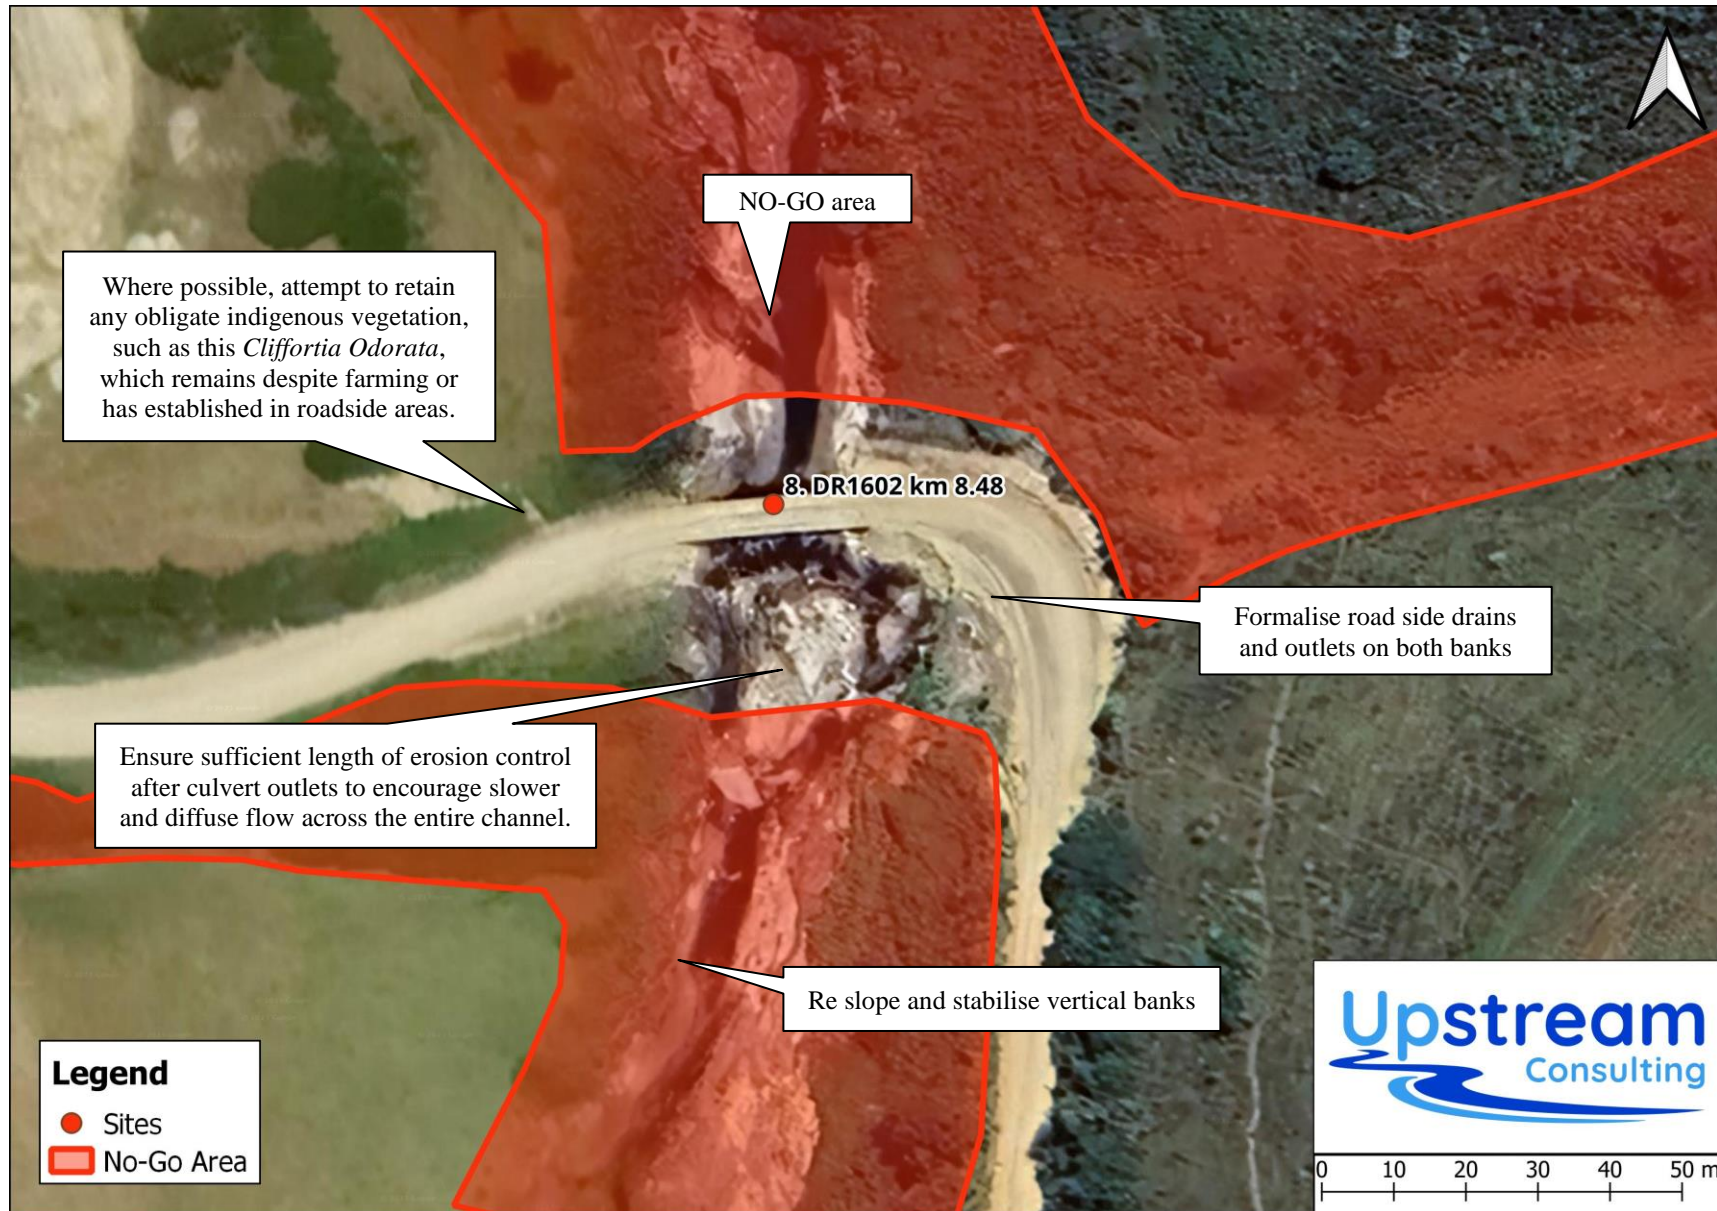 NO-GO area
Where possible, attempt to retain
any obligate indigenous vegetation,
such as this Cliffortia Odorata,
which remains despite farming or
has established in roadside areas.
8. DR1602 km 8.48
Formalise road side drains
and outlets on both banks
Ensure sufficient length of erosion control
after culvert outlets to encourage slower
and diffuse flow across the entire channel.
Re slope and stabilise vertical banks
Legend
Sites
No-Go Area
Upstream
Consulting
0 10 20 30 40 50 m